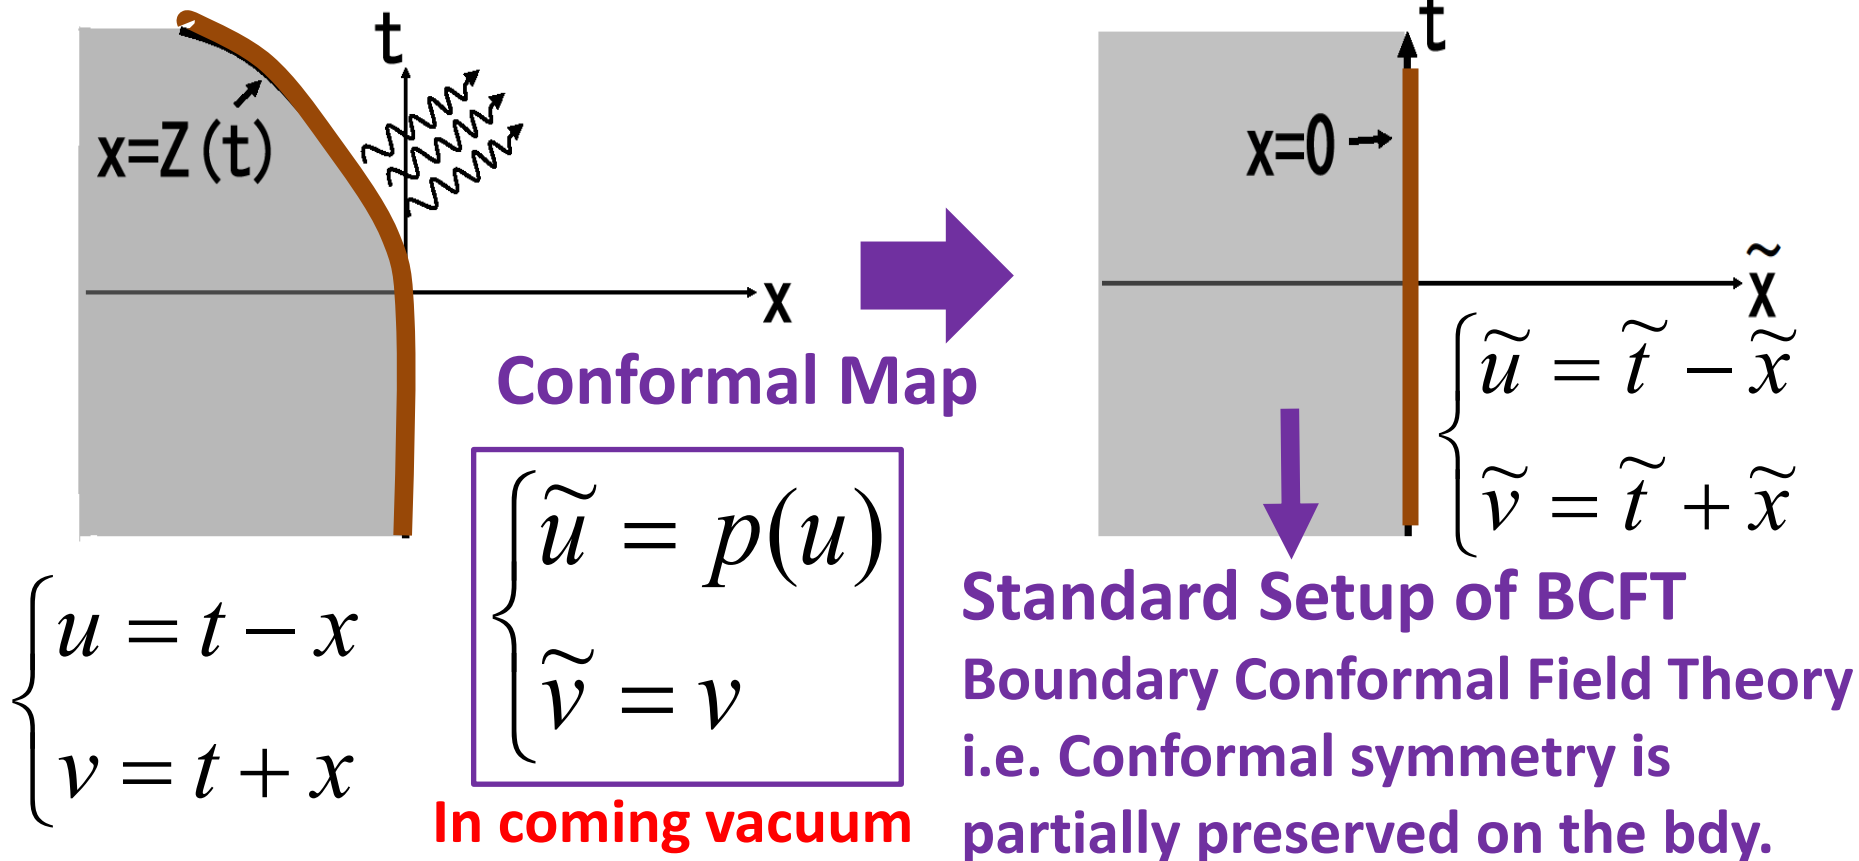 t
x=Z(t)
x
Conformal Map
u = t − x
v = t + x
ũ = p(u)
ṽ = v
In coming vacuum
t
x=0
x̃
ũ = t̃ − x̃
ṽ = t̃ + x̃
Standard Setup of BCFT
Boundary Conformal Field Theory
i.e. Conformal symmetry is
partially preserved on the bdy.